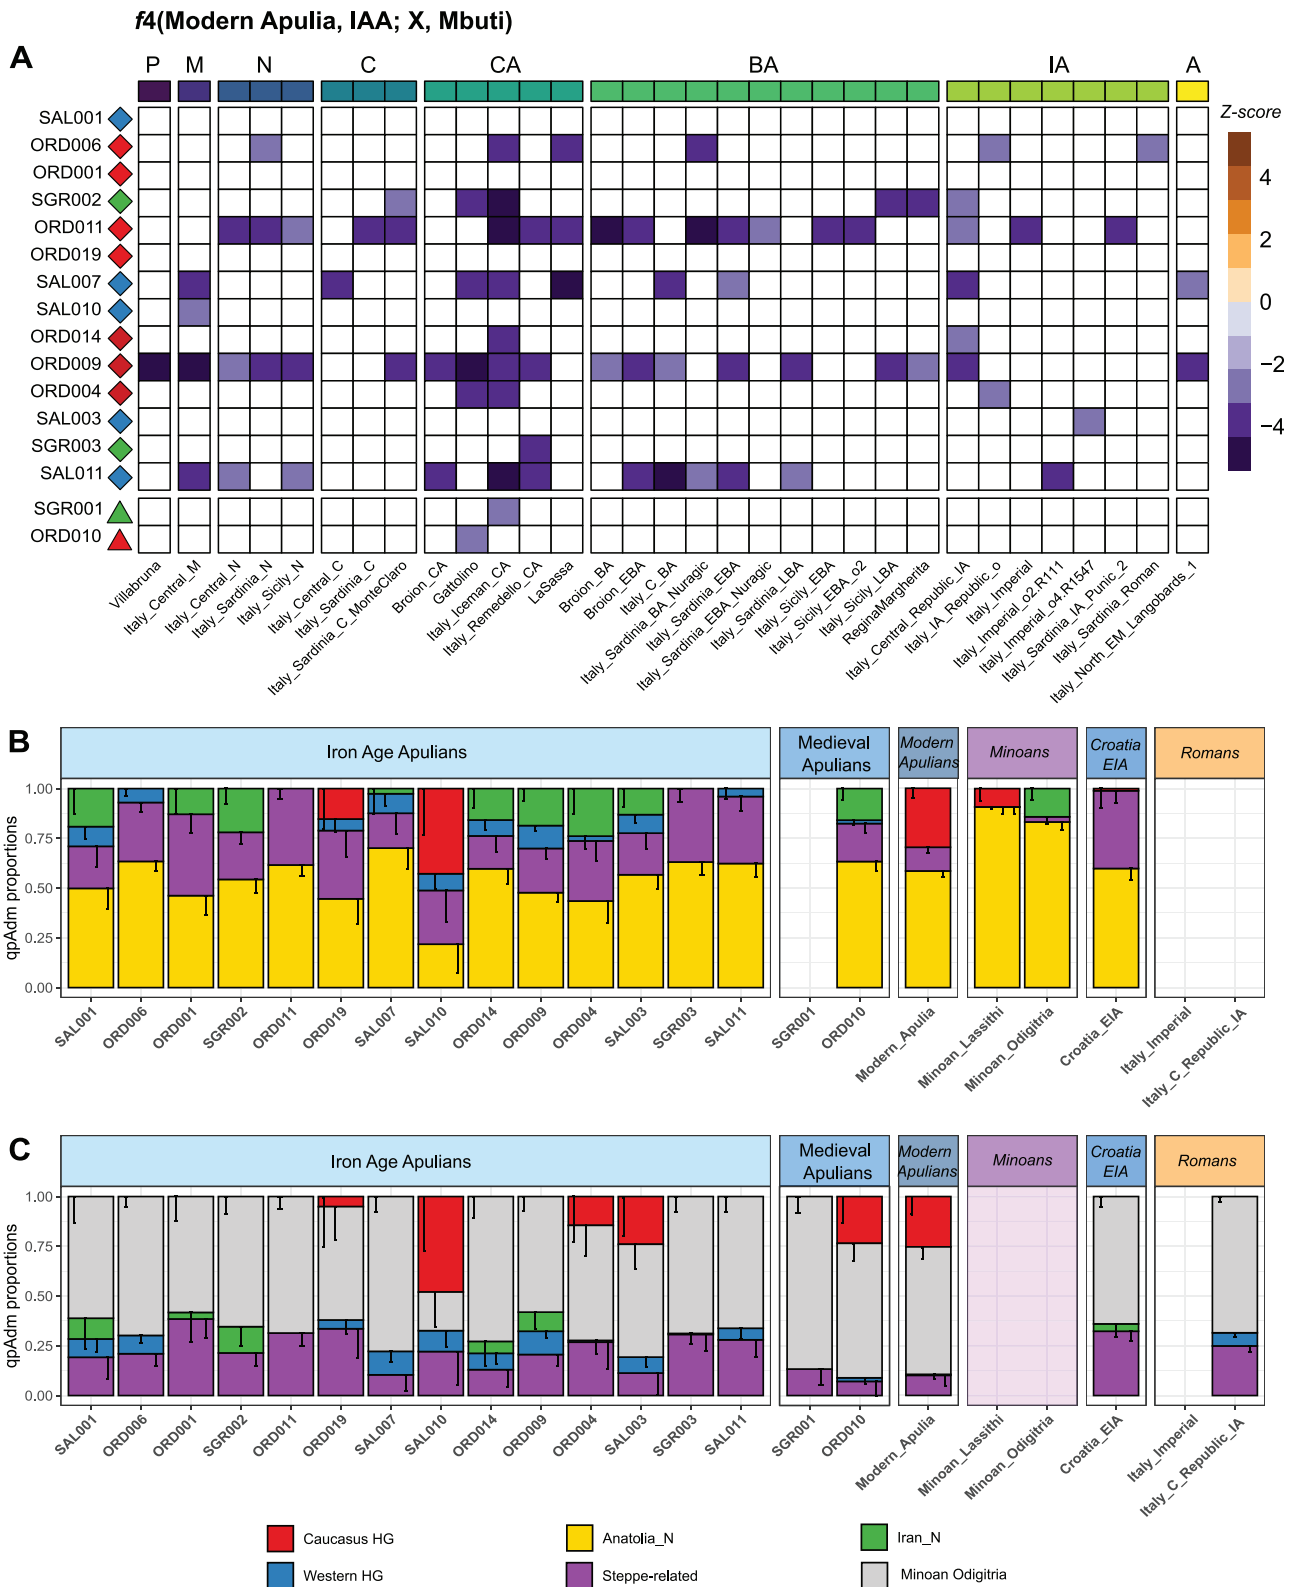 f4(Modern Apulia, IAA; X, Mbuti)
A
P M N C CA BA IA A
Z-score
SAL001
ORD006
ORD001
SGR002
ORD011
ORD019
SAL007
SAL010
ORD014
ORD009
ORD004
SAL003
SGR003
SAL011
SGR001
ORD010
4
2
0
−2
−4
Villabruna
Italy_Central_M
Italy_Central_N
Italy_Sardinia_N
Italy_Sicily_N
Italy_Central_C
Italy_Sardinia_C
Italy_Sardinia_C_MonteClaro
Broion_CA
Gattolino
Italy_Iceman_CA
Italy_Remedello_CA
LaSassa
Broion_BA
Broion_EBA
Italy_C_BA
Italy_Sardinia_BA_Nuragic
Italy_Sardinia_EBA
Italy_Sardinia_EBA_Nuragic
Italy_Sardinia_LBA
Italy_Sicily_EBA
Italy_Sicily_EBA_o2
Italy_Sicily_LBA
ReginaMargherita
Italy_Central_Republic_IA
Italy_IA_Republic_o
Italy_Imperial
Italy_Imperial_o2.R111
Italy_Imperial_o4.R1547
Italy_Sardinia_IA_Punic_2
Italy_Sardinia_Roman
Italy_North_EM_Langobards_1
B
Iron Age Apulians
Medieval
Apulians
Modern
Apulians
Minoans
Croatia
EIA
Romans
qpAdm proportions
1.00
0.75
0.50
0.25
0.00
SAL001
ORD006
ORD001
SGR002
ORD011
ORD019
SAL007
SAL010
ORD014
ORD009
ORD004
SAL003
SGR003
SAL011
SGR001
ORD010
Modern_Apulia
Minoan_Lassithi
Minoan_Odigitria
Croatia_EIA
Italy_Imperial
Italy_C_Republic_IA
C
Iron Age Apulians
Medieval
Apulians
Modern
Apulians
Minoans
Croatia
EIA
Romans
qpAdm proportions
1.00
0.75
0.50
0.25
0.00
SAL001
ORD006
ORD001
SGR002
ORD011
ORD019
SAL007
SAL010
ORD014
ORD009
ORD004
SAL003
SGR003
SAL011
SGR001
ORD010
Modern_Apulia
Minoan_Lassithi
Minoan_Odigitria
Croatia_EIA
Italy_Imperial
Italy_C_Republic_IA
Caucasus HG
Anatolia_N
Iran_N
Western HG
Steppe-related
Minoan Odigitria